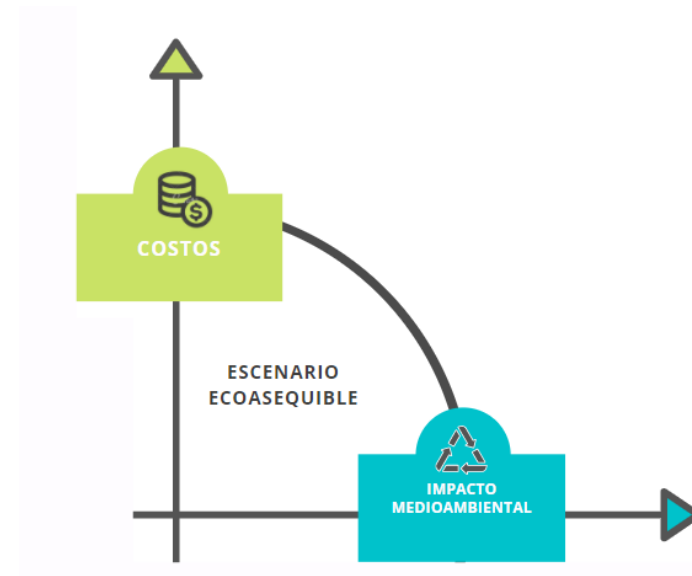 COSTOS
ESCENARIO
ECOASEQUIBLE
IMPACTO
MEDIOAMBIENTAL